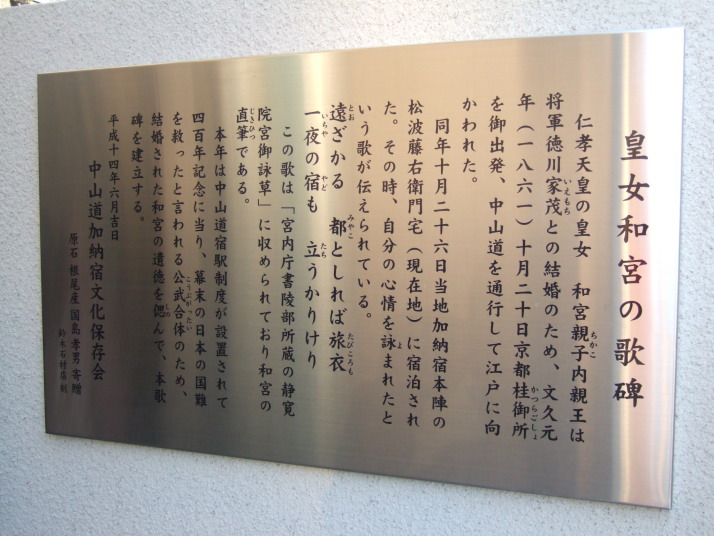 皇女和宮の歌碑
仁孝天皇の皇女　和宮親子内親王は
将軍徳川家茂との結婚のため、文久元
年（一八六一）十月二十日京都桂御所
を御出発、中山道を通行して江戸に向
かわれた。
同年十月二十六日当地加納宿本陣の
松波藤右衛門宅（現在地）に宿泊され
た。その時、自分の心情を詠まれたと
いう歌が伝えられている。
遠ざかる　都としれば旅衣
一夜の宿も　立うかりけり
この歌は「宮内庁書陵部所蔵の静寛
院宮御詠草」に収められており和宮の
直筆である。
本年は中山道宿駅制度が設置されて
四百年記念に当り、幕末の日本の国難
を救ったと言われる公武合体のため、
結婚された和宮の遺徳を偲んで、本歌
碑を建立する。
平成十四年六月吉日
中山道加納宿文化保存会
原石　根尾産　国島孝男　寄贈
鈴木石材店　刻